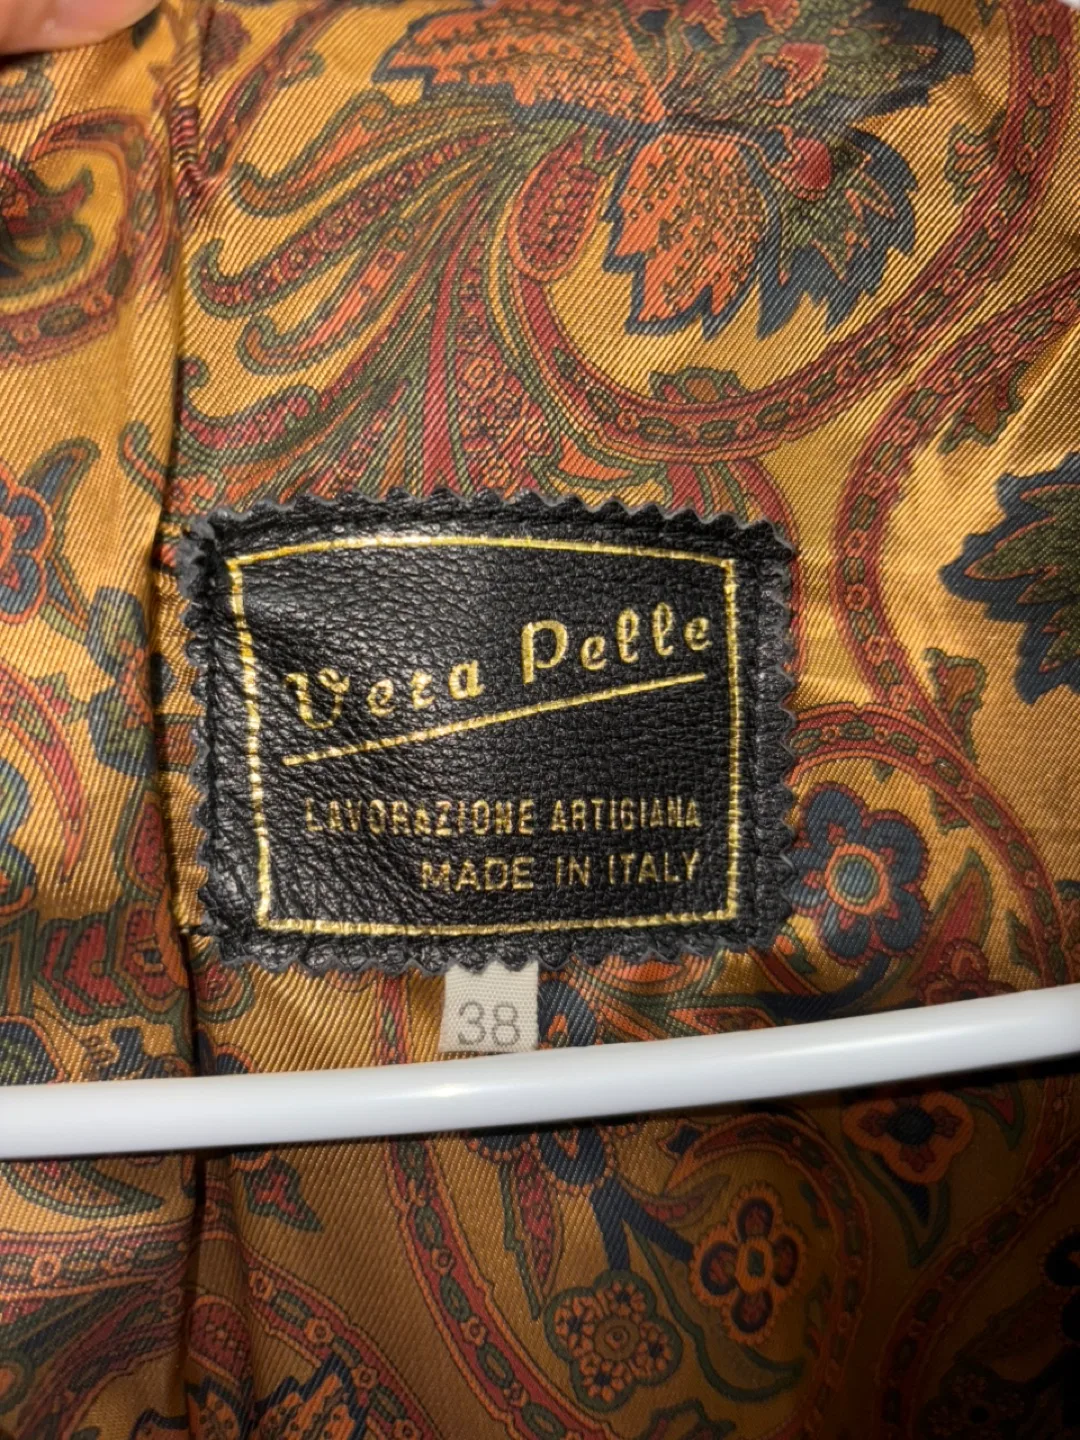 Vera Pelle
LAVORAZIONE ARTIGIANA
MADE IN ITALY
38